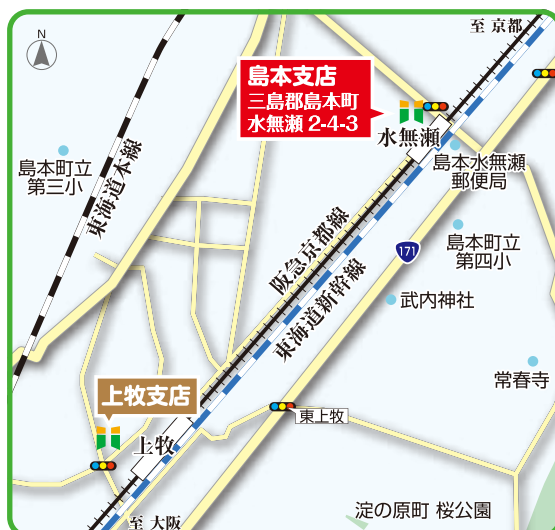 N
至 京都
島本支店
三島郡島本町
水無瀬 2-4-3
水無瀬
島本水無瀬
郵便局
島本町立
第三小
東海道本線
島本町立
第四小
阪急京都線
171
東海道新幹線
武内神社
常春寺
上牧支店
東上牧
上牧
淀の原町 桜公園
至 大阪